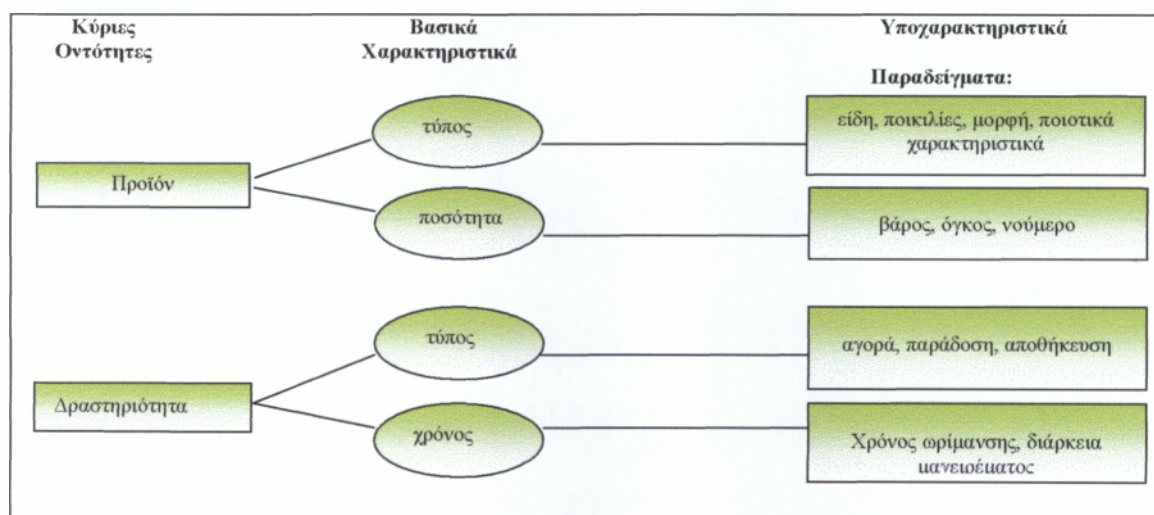 Κύριες
Οντότητες
Βασικά
Χαρακτηριστικά
Υποχαρακτηριστικά
Παραδείγματα:
Προϊόν
τύπος
είδη, ποικιλίες, μορφή, ποιοτικά
χαρακτηριστικά
ποσότητα
βάρος, όγκος, νούμερο
Δραστηριότητα
τύπος
αγορά, παράδοση, αποθήκευση
χρόνος
Χρόνος ωρίμανσης, διάρκεια
μαγειρέματος